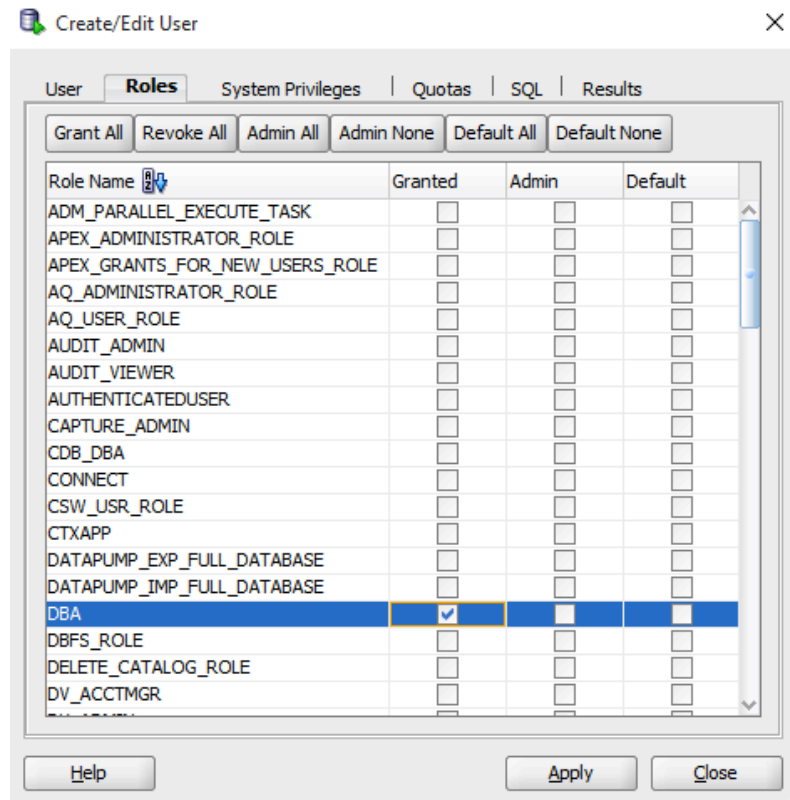 Create/Edit User
User Roles System Privileges Quotas SQL Results
Grant All Revoke All Admin All Admin None Default All Default None
Role Name Granted Admin Default
ADM_PARALLEL_EXECUTE_TASK
APEX_ADMINISTRATOR_ROLE
APEX_GRANTS_FOR_NEW_USERS_ROLE
AQ_ADMINISTRATOR_ROLE
AQ_USER_ROLE
AUDIT_ADMIN
AUDIT_VIEWER
AUTHENTICATEDUSER
CAPTURE_ADMIN
CDB_DBA
CONNECT
CSW_USR_ROLE
CTXAPP
DATAPUMP_EXP_FULL_DATABASE
DATAPUMP_IMP_FULL_DATABASE
DBA
DBFS_ROLE
DELETE_CATALOG_ROLE
DV_ACCTMGR
Help Apply Close